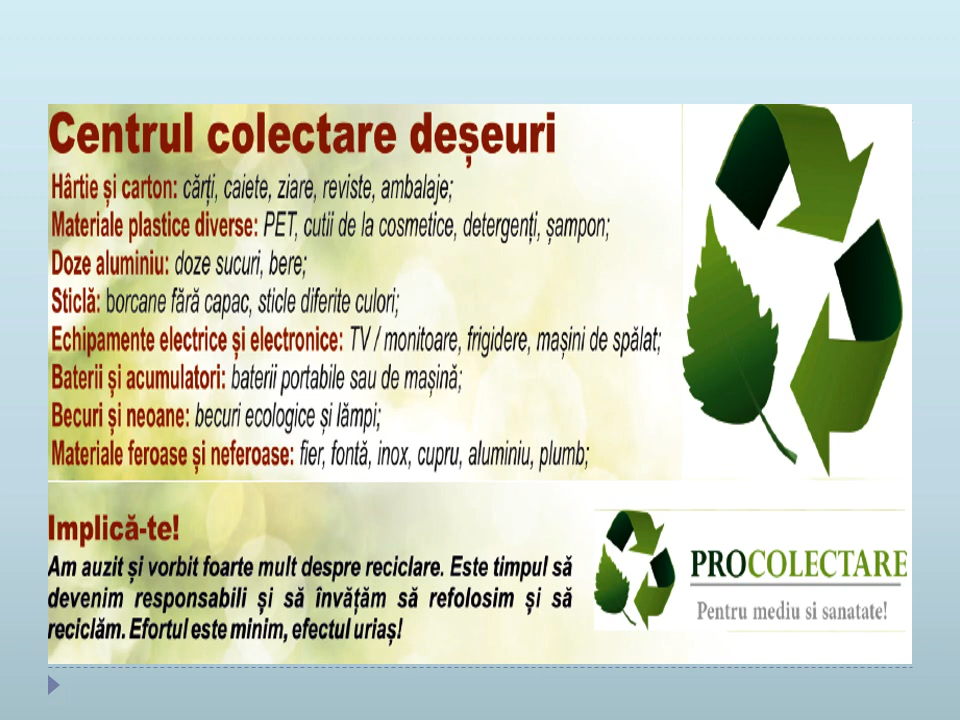 Centrul colectare deșeuri
Hârtie și carton: cărți, caiete, ziare, reviste, ambalaje;
Materiale plastice diverse: PET, cutii de la cosmetice, detergenți, șampon;
Doze aluminiu: doze sucuri, bere;
Sticlă: borcane fără capac, sticle diferite culori;
Echipamente electrice și electronice: TV / monitoare, frigidere, mașini de spălat;
Baterii și acumulatori: baterii portabile sau de mașină;
Becuri și neoane: becuri ecologice și lămpi;
Materiale feroase și neferoase: fier, fontă, inox, cupru, aluminiu, plumb;
Implică-te!
Am auzit și vorbit foarte mult despre reciclare. Este timpul să
devenim responsabili și să învățăm să refolosim și să
reciclăm. Efortul este minim, efectul uriaș!
PROCOLECTARE
Pentru mediu si sanatate!